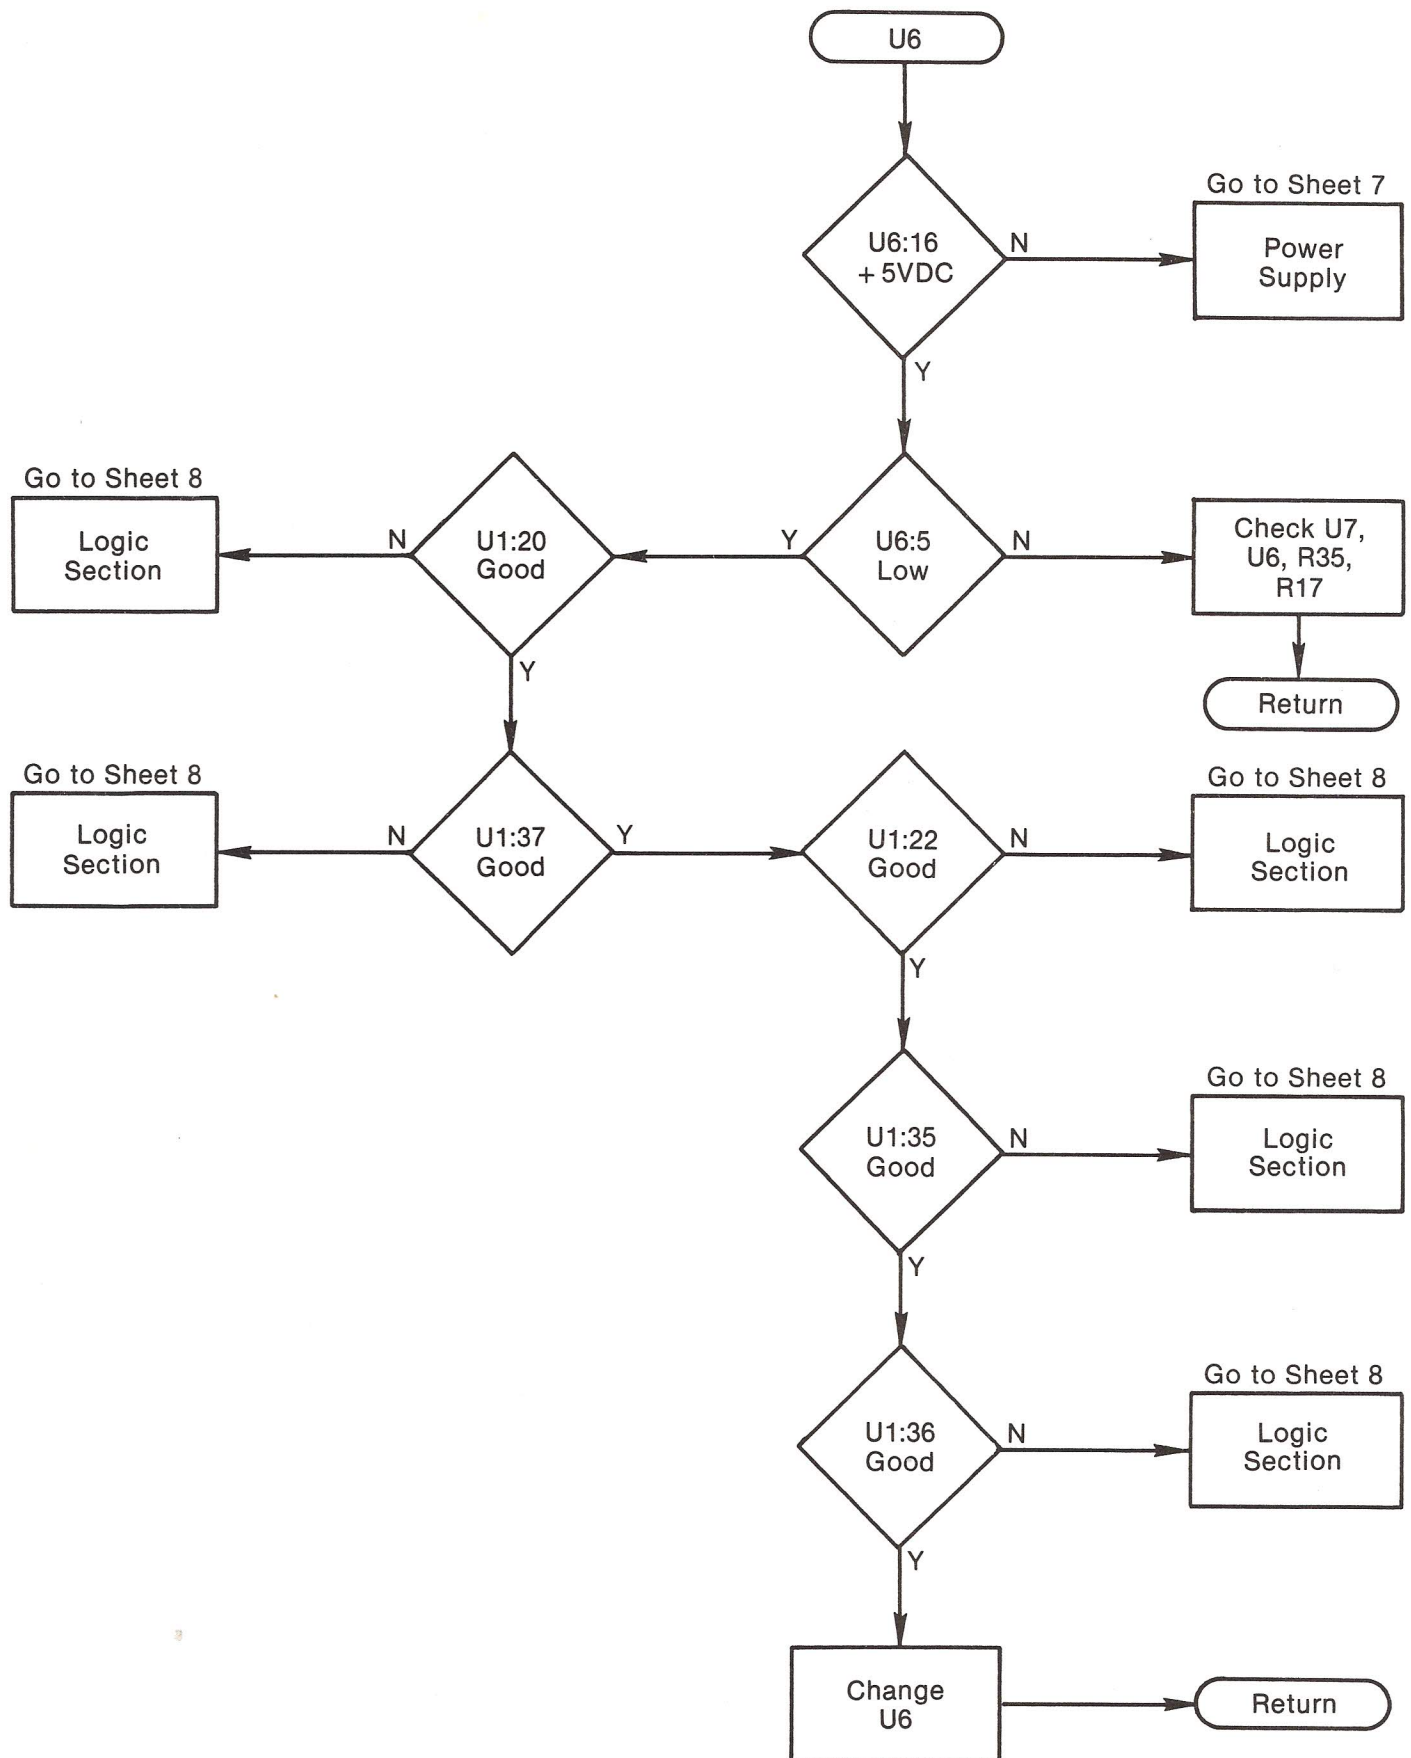 U6
Go to Sheet 7
U6:16
+ 5VDC
N
Power
Supply
Y
Go to Sheet 8
Logic
Section
N
U1:20
Good
Y
U6:5
Low
N
Check U7,
U6, R35,
R17
Y
Return
Go to Sheet 8
Logic
Section
N
U1:37
Good
Y
U1:22
Good
N
Go to Sheet 8
Logic
Section
Y
Go to Sheet 8
U1:35
Good
N
Logic
Section
Y
Go to Sheet 8
U1:36
Good
N
Logic
Section
Y
Change
U6
Return